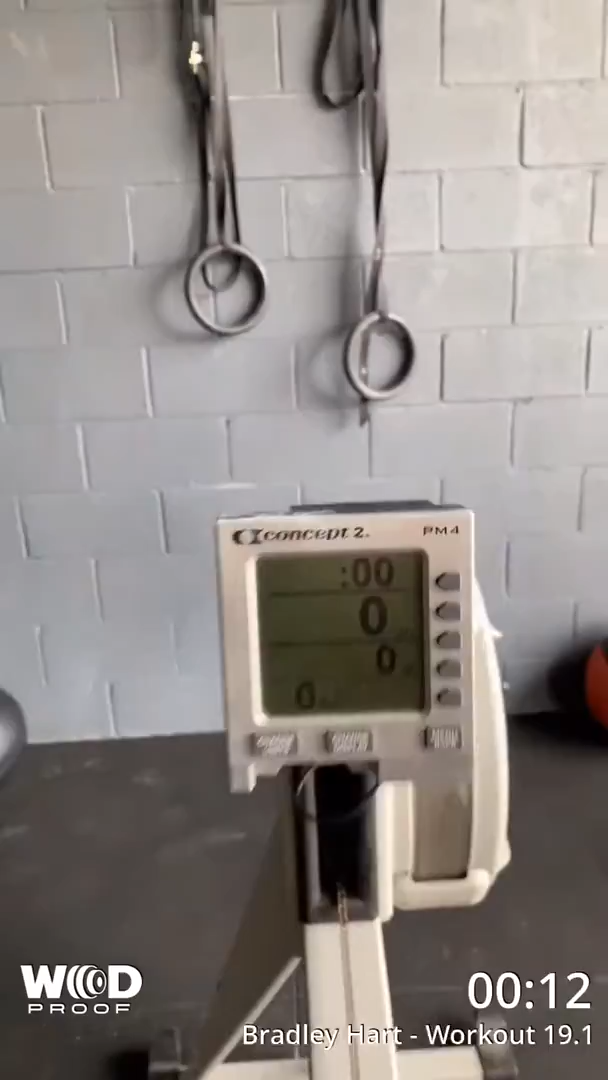 concept 2.
PM4
:00
0
0
0
WOD
PROOF
00:12
Bradley Hart - Workout 19.1